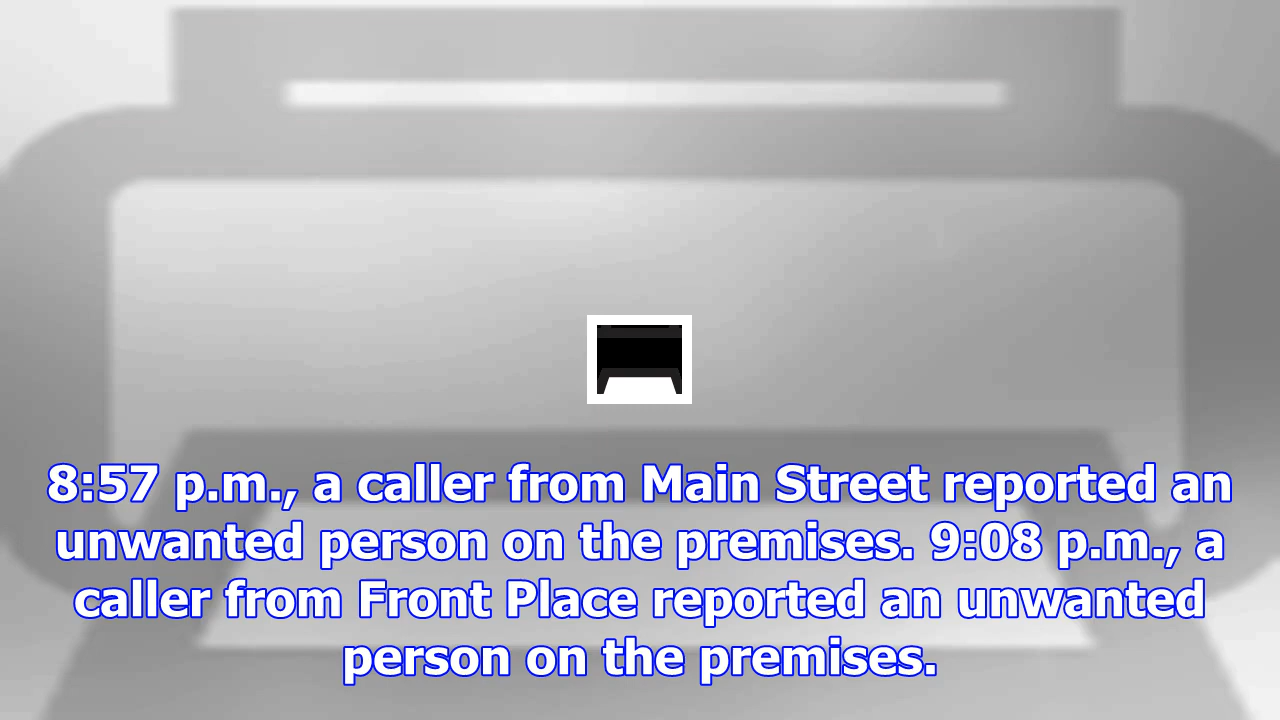 8:57 p.m., a caller from Main Street reported an
unwanted person on the premises. 9:08 p.m., a
caller from Front Place reported an unwanted
person on the premises.